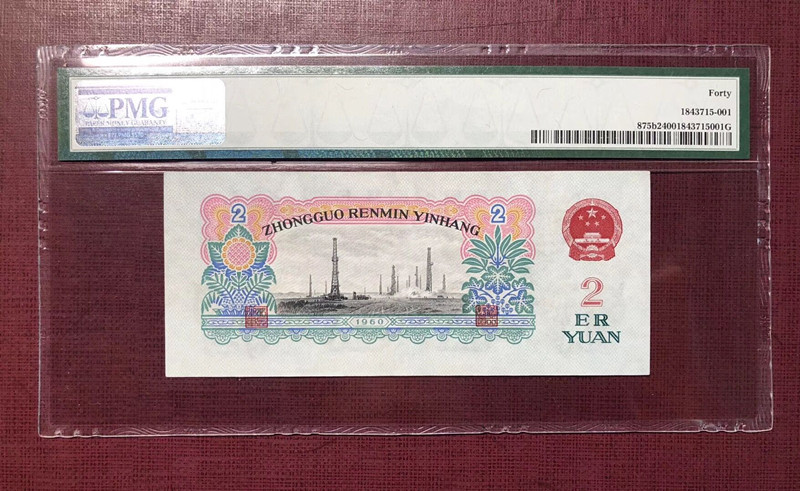 Forty
PMG
PAPER MONEY GUARANTY
1843715-001
875b24001843715001G
2
2
ZHONGGUO RENMIN YINHANG
2
1960
ER
YUAN